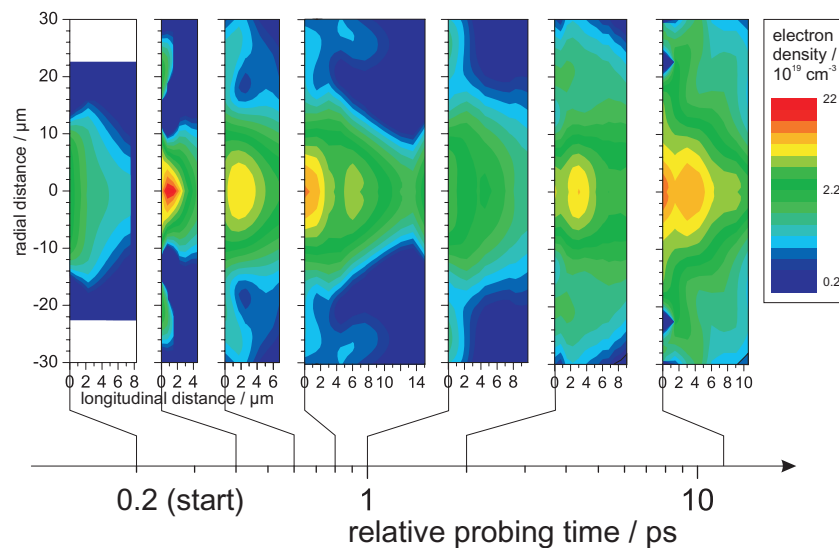 30
20
10
0
-10
-20
-30
radial distance / µm
0 2 4 6 8
0 2 4
0 2 4 6
0 2 4 6 8 10 14
0 2 4 6 8
0 2 4 6 8
0 2 4 6 8 10
longitudinal distance / µm
electron
density /
10¹⁹ cm⁻³
22
2.2
0.2
0.2 (start)
1
10
relative probing time / ps